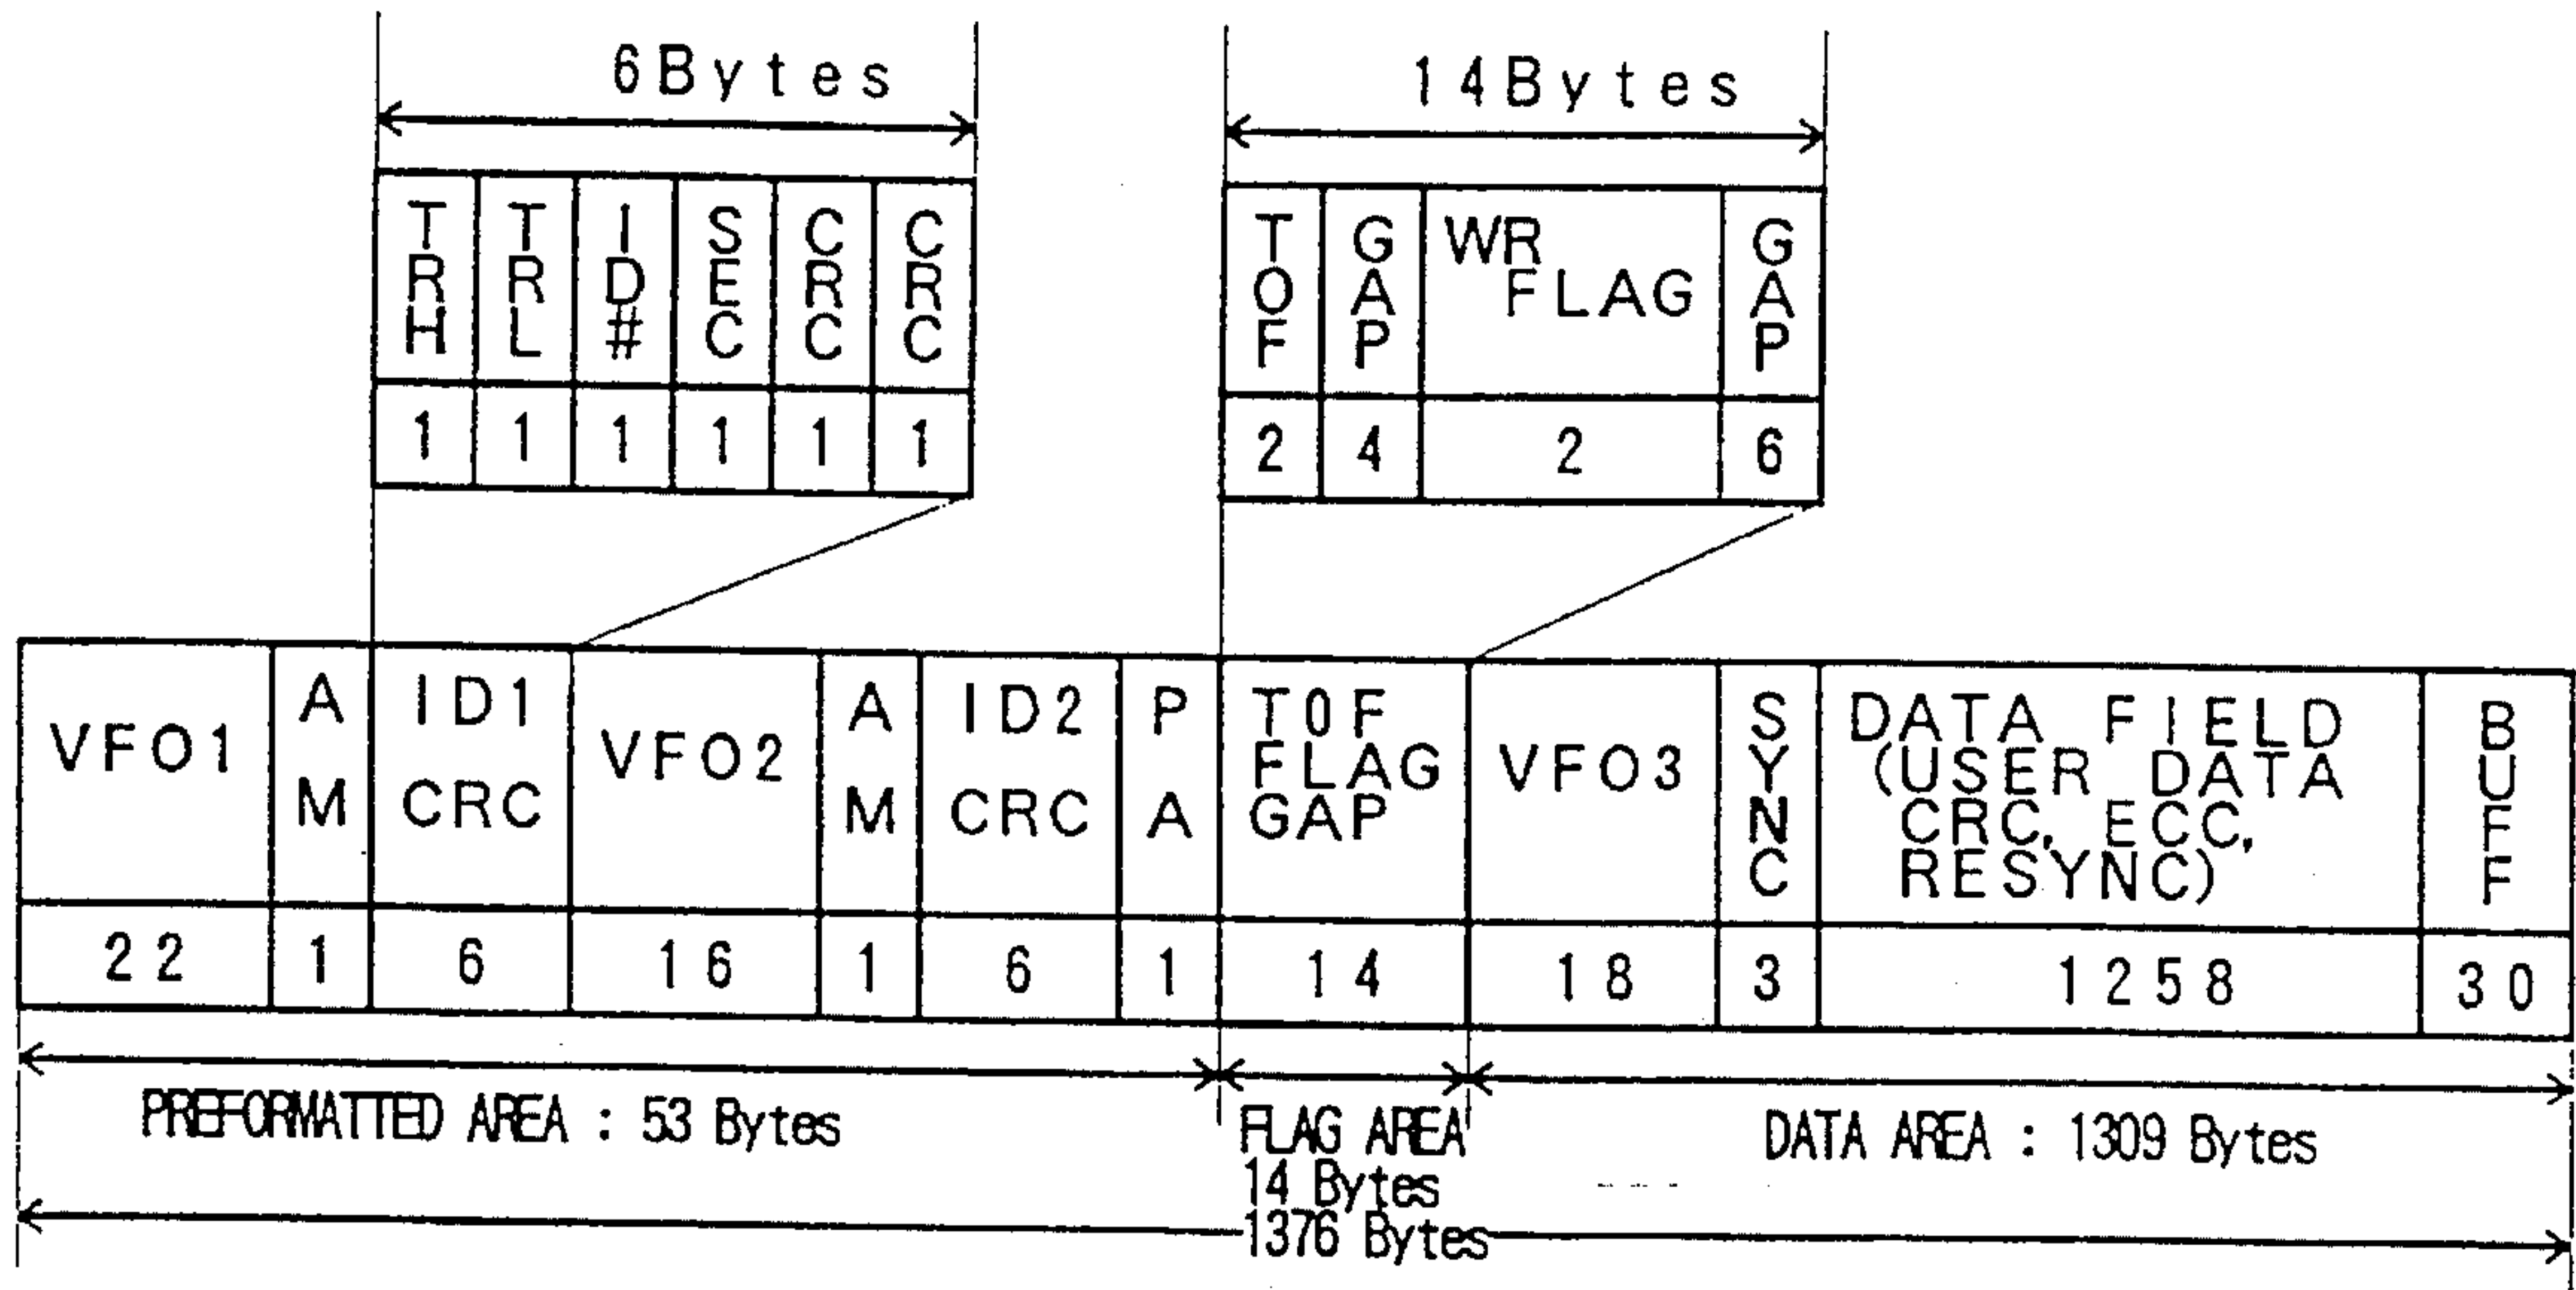 6Bytes
14Bytes
TRH TRL ID# SEC CRC CRC
1 1 1 1 1 1
TOF GAP WR FLAG GAP
2 4 2 6
VFO1 AM ID1 CRC VFO2 AM ID2 CRC PA TOF FLAG GAP VFO3 SYNC DATA FIELD (USER DATA CRC, ECC, RESYNC) BUFF
22 1 6 16 1 6 1 14 18 3 1258 30
PREFORMATTED AREA : 53 Bytes
FLAG AREA
14 Bytes
DATA AREA : 1309 Bytes
1376 Bytes